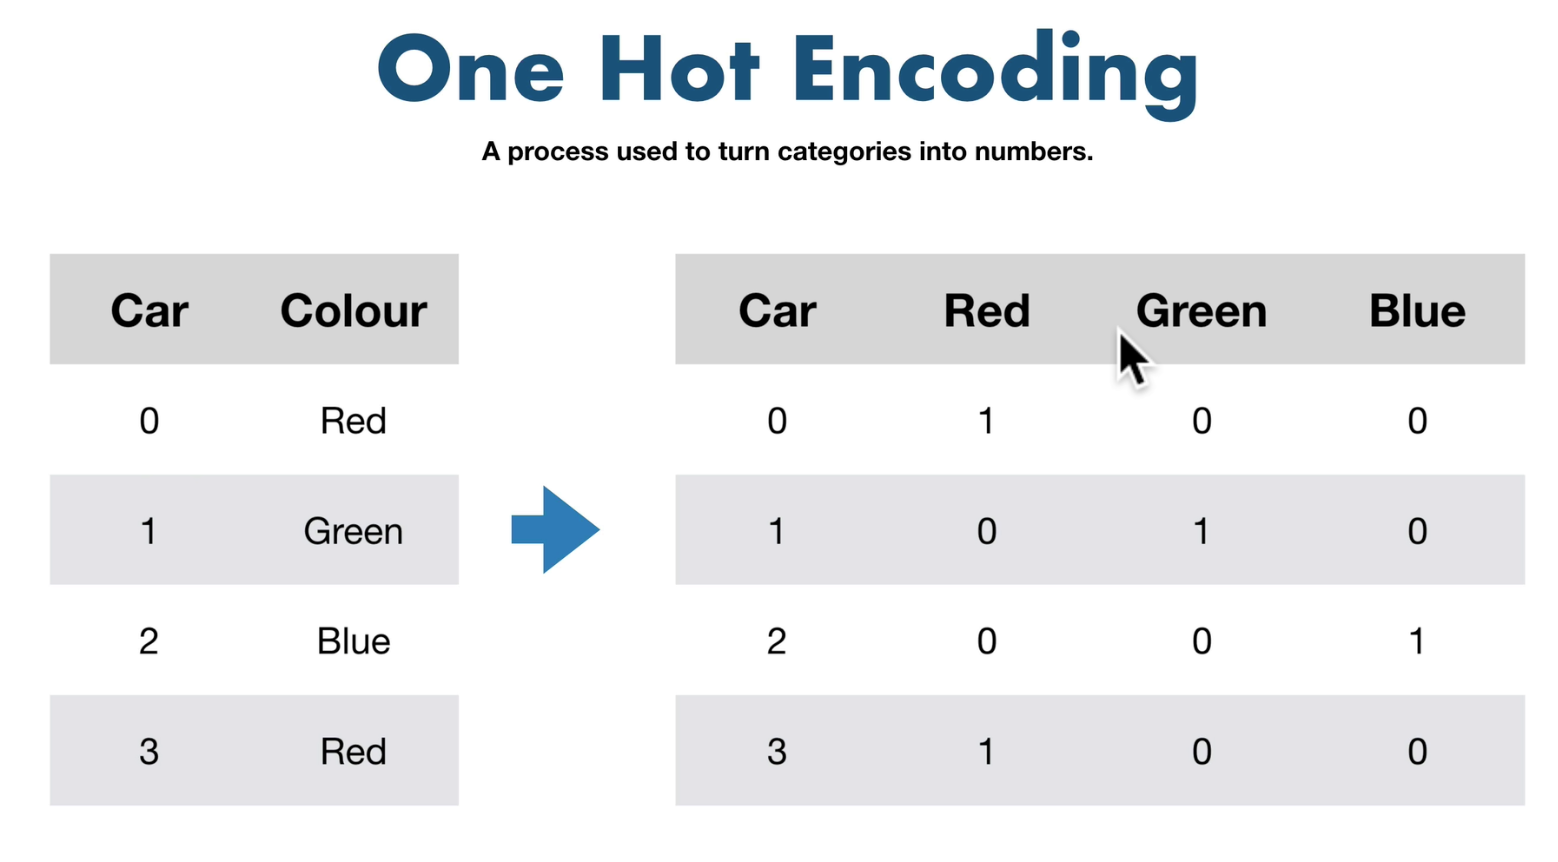 One Hot Encoding
A process used to turn categories into numbers.
Car Colour
0 Red
1 Green
2 Blue
3 Red
Car Red Green Blue
0 1 0 0
1 0 1 0
2 0 0 1
3 1 0 0